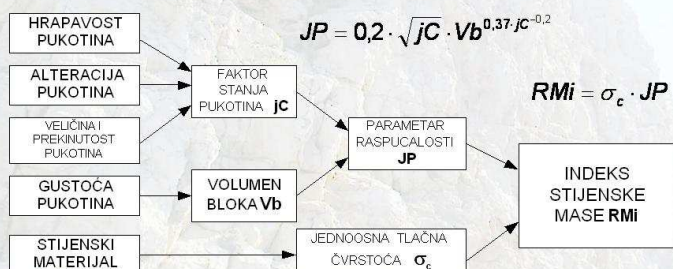 HRAPAVOST
PUKOTINA
JP = 0,2 · √jC · Vb^0,37·jC^−0,2
ALTERACIJA
PUKOTINA
FAKTOR
STANJA
PUKOTINA jC
RMi = σc · JP
VELIČINA I
PREKINUTOST
PUKOTINA
PARAMETAR
RASPUCALOSTI
JP
GUSTOĆA
PUKOTINA
VOLUMEN
BLOKA Vb
INDEKS
STIJENSKE
MASE RMi
STIJENSKI
MATERIJAL
JEDNOOSNA TLAČNA
ČVRSTOĆA σc